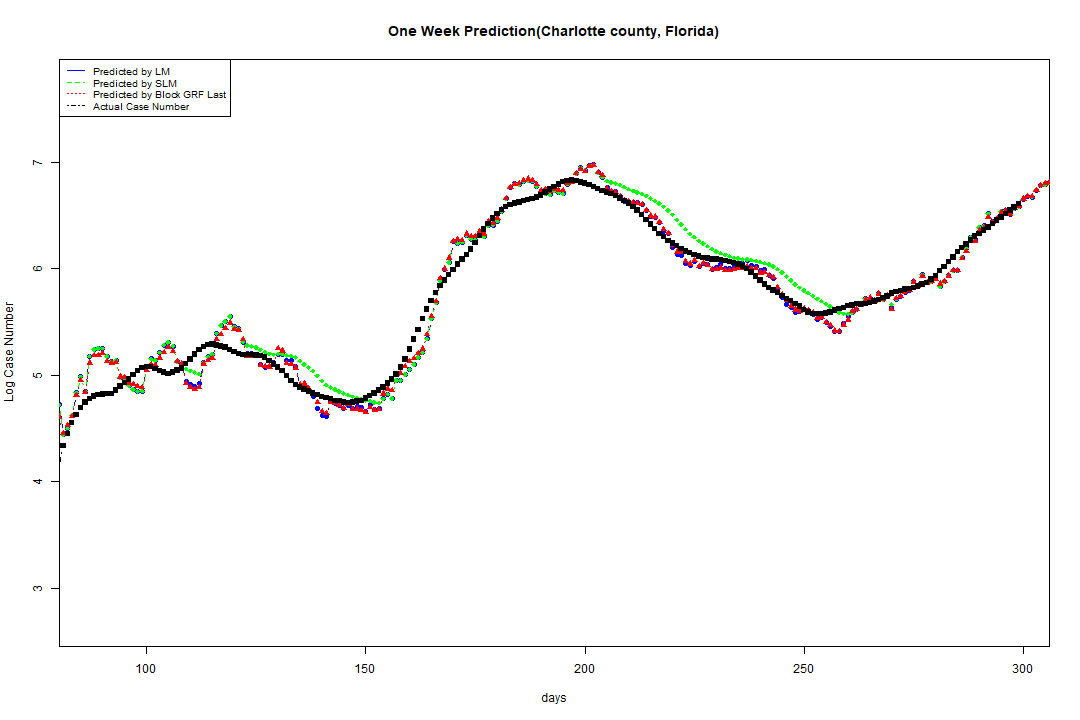 One Week Prediction(Charlotte county, Florida)
Predicted by LM
Predicted by SLM
Predicted by Block GRF Last
Actual Case Number
7
6
5
4
3
Log Case Number
100 150 200 250 300
days